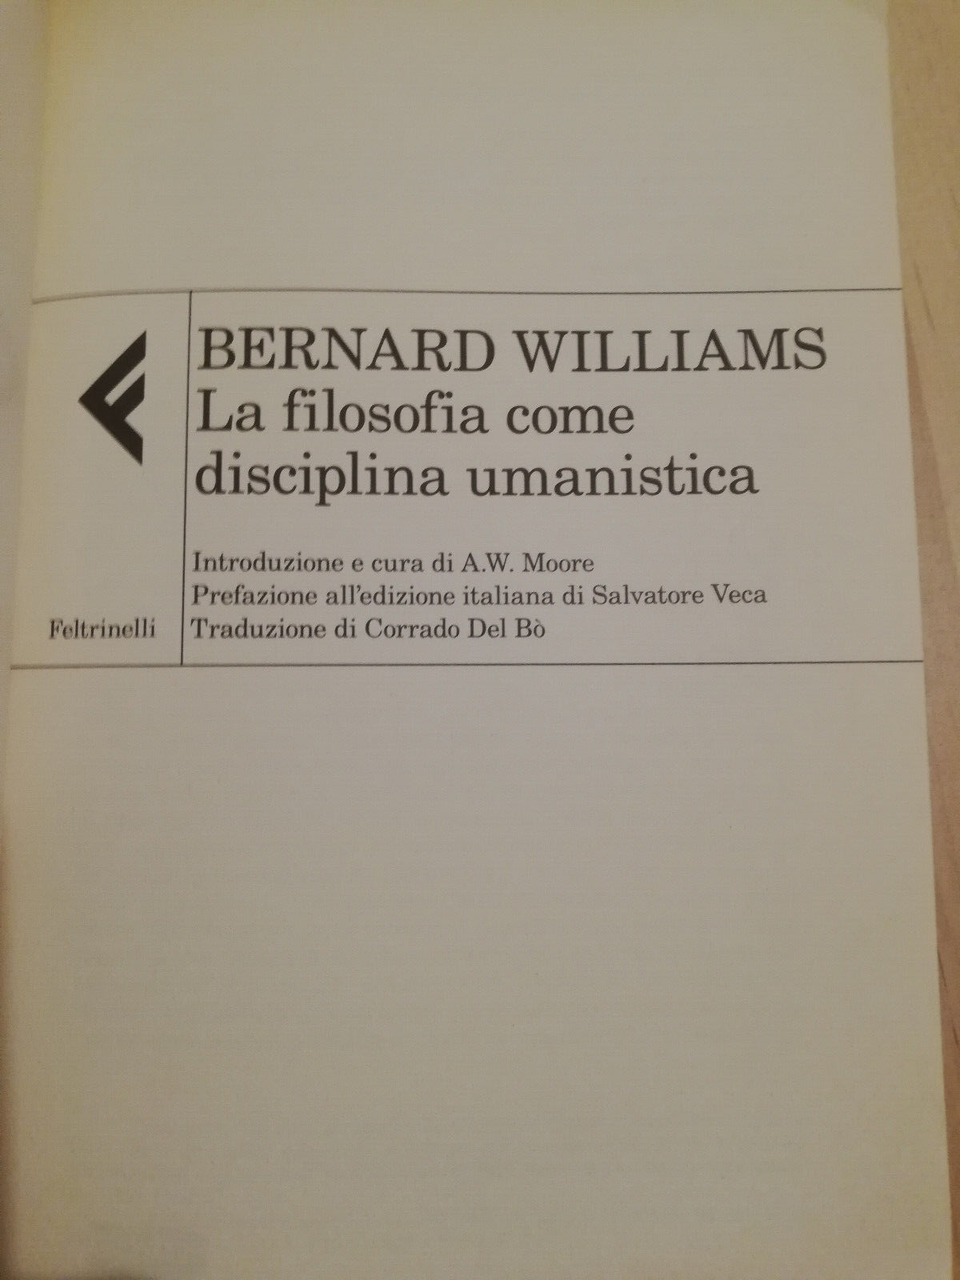 BERNARD WILLIAMS
La filosofia come
disciplina umanistica
Introduzione e cura di A.W. Moore
Prefazione all'edizione italiana di Salvatore Veca
Feltrinelli
Traduzione di Corrado Del Bò